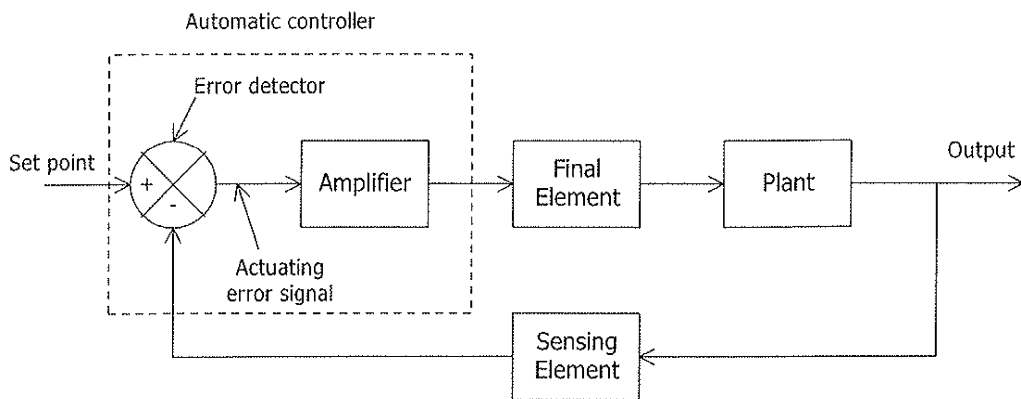 Automatic controller
Error detector
Set point
+
-
Amplifier
Final
Element
Plant
Output
Actuating
error signal
Sensing
Element